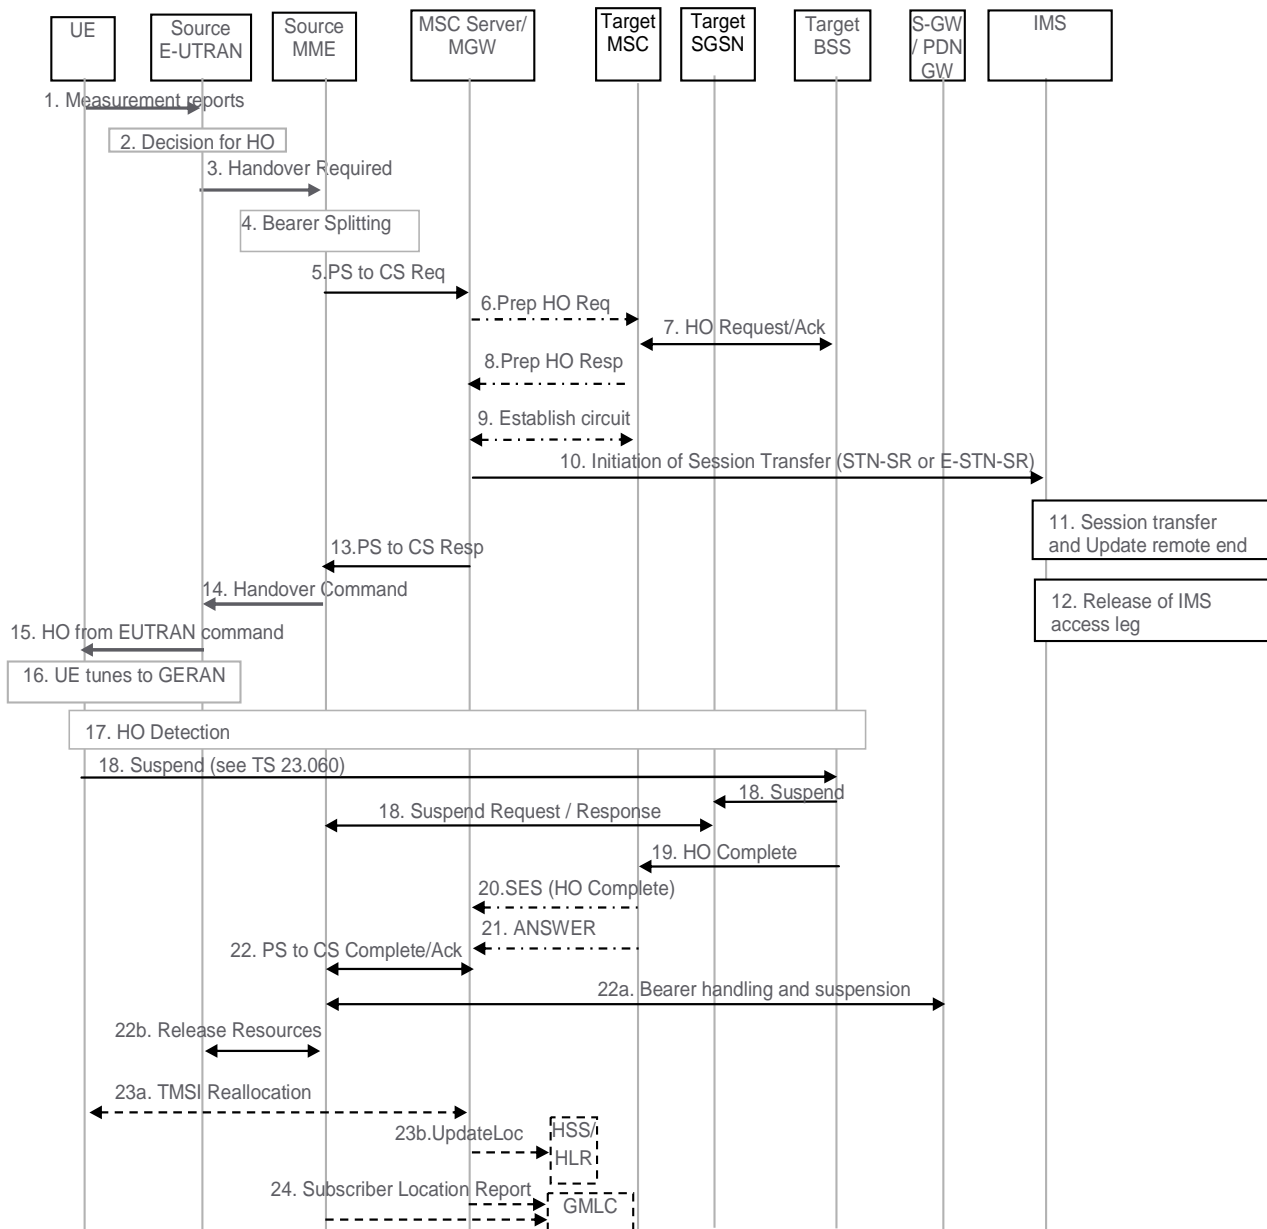 UE
Source
E-UTRAN
Source
MME
MSC Server/
MGW
Target
MSC
Target
SGSN
Target
BSS
S-GW
/ PDN
GW
IMS
1. Measurement reports
2. Decision for HO
3. Handover Required
4. Bearer Splitting
5.PS to CS Req
6.Prep HO Req
7. HO Request/Ack
8.Prep HO Resp
9. Establish circuit
10. Initiation of Session Transfer (STN-SR or E-STN-SR)
11. Session transfer
and Update remote end
13.PS to CS Resp
14. Handover Command
12. Release of IMS
access leg
15. HO from EUTRAN command
16. UE tunes to GERAN
17. HO Detection
18. Suspend (see TS 23.060)
18. Suspend
18. Suspend Request / Response
19. HO Complete
20.SES (HO Complete)
21. ANSWER
22. PS to CS Complete/Ack
22a. Bearer handling and suspension
22b. Release Resources
23a. TMSI Reallocation
23b.UpdateLoc
HSS/
HLR
24. Subscriber Location Report
GMLC